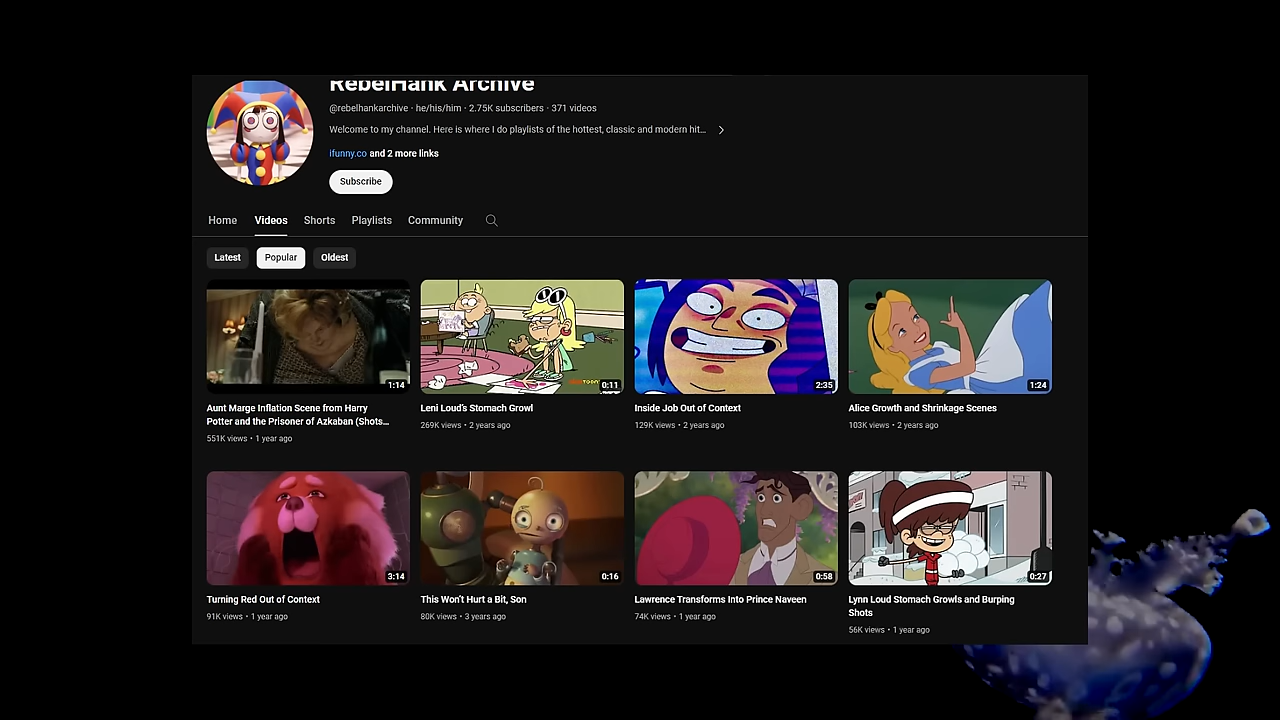 RebelHank Archive
@rebelhankarchive · he/his/him · 2.75K subscribers · 371 videos
Welcome to my channel. Here is where I do playlists of the hottest, classic and modern hit...
ifunny.co and 2 more links
Subscribe
Home Videos Shorts Playlists Community
Latest Popular Oldest
1:14 0:11 2:35 1:24
Aunt Marge Inflation Scene from Harry
Potter and the Prisoner of Azkaban (Shots...
551K views • 1 year ago
Leni Loud's Stomach Growl
269K views • 2 years ago
Inside Job Out of Context
129K views • 2 years ago
Alice Growth and Shrinkage Scenes
103K views • 2 years ago
3:14 0:16 0:58 0:27
Turning Red Out of Context
91K views • 1 year ago
This Won't Hurt a Bit, Son
80K views • 3 years ago
Lawrence Transforms Into Prince Naveen
74K views • 1 year ago
Lynn Loud Stomach Growls and Burping
Shots
56K views • 1 year ago